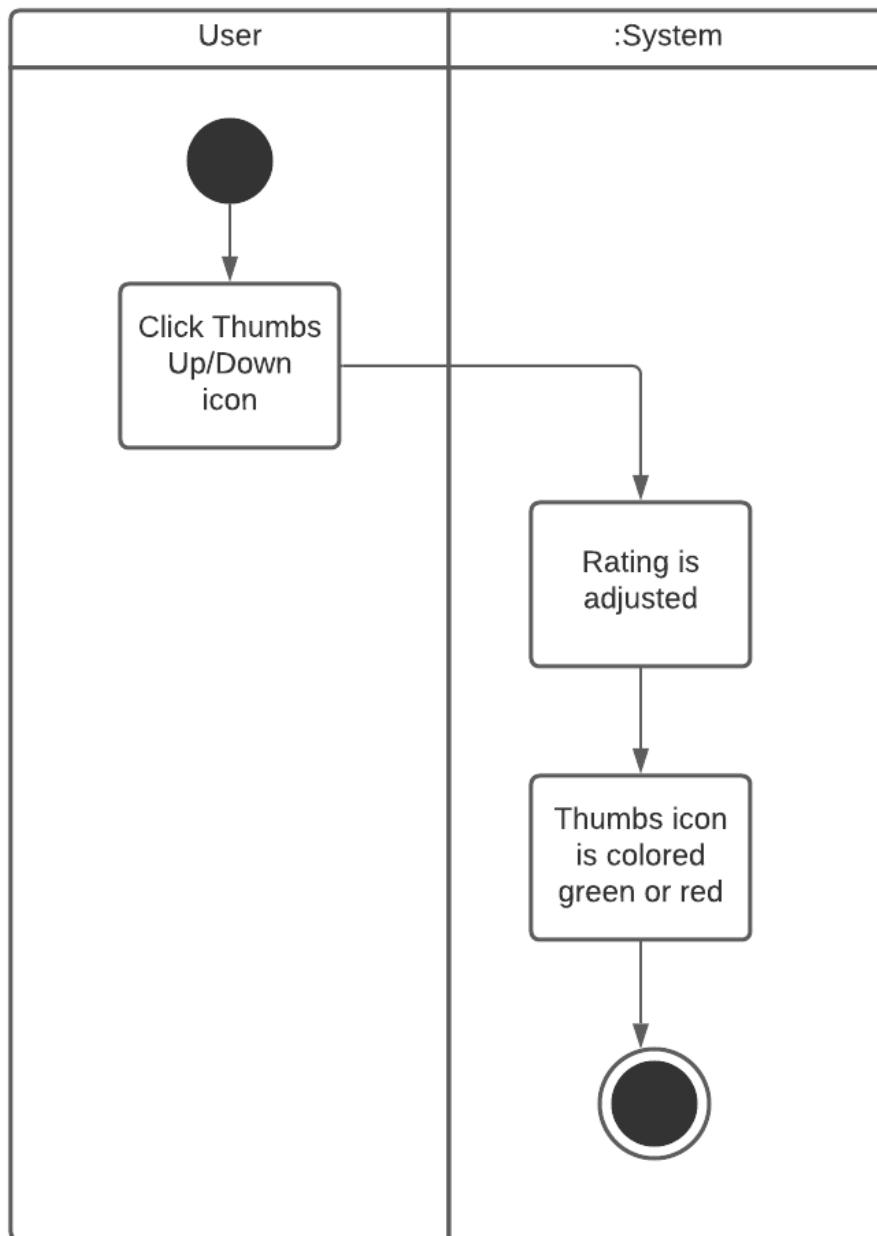 User
:System
Click Thumbs
Up/Down
icon
Rating is
adjusted
Thumbs icon
is colored
green or red